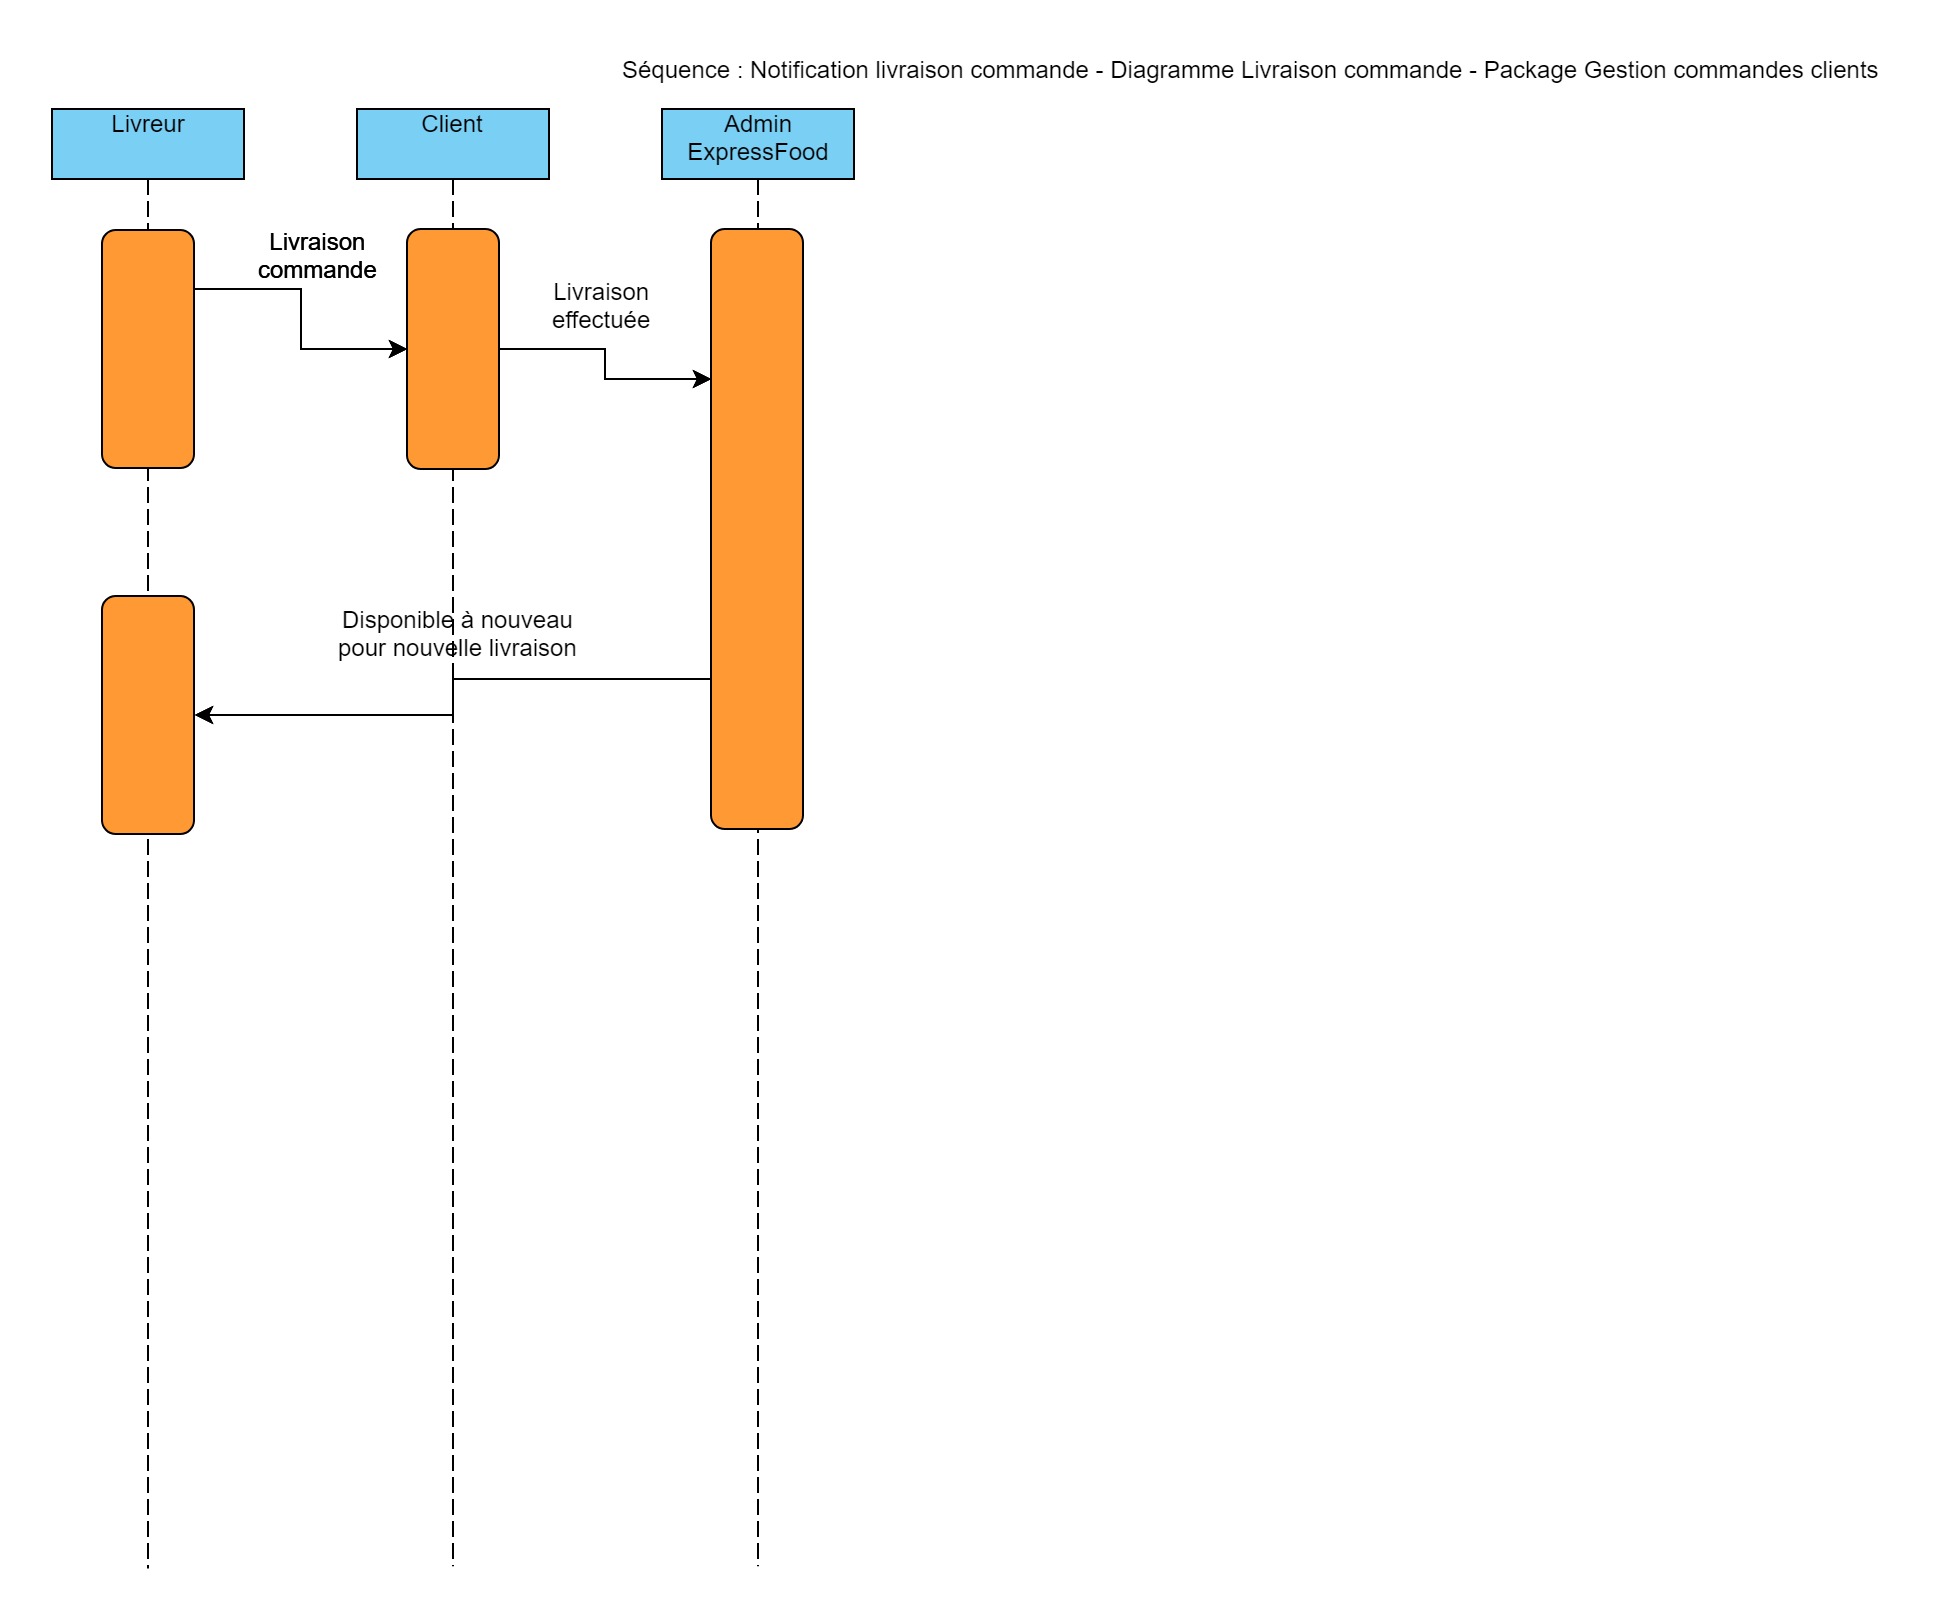 Séquence : Notification livraison commande - Diagramme Livraison commande - Package Gestion commandes clients
Livreur
Client
Admin
ExpressFood
Livraison
commande
Livraison
effectuée
Disponible à nouveau
pour nouvelle livraison